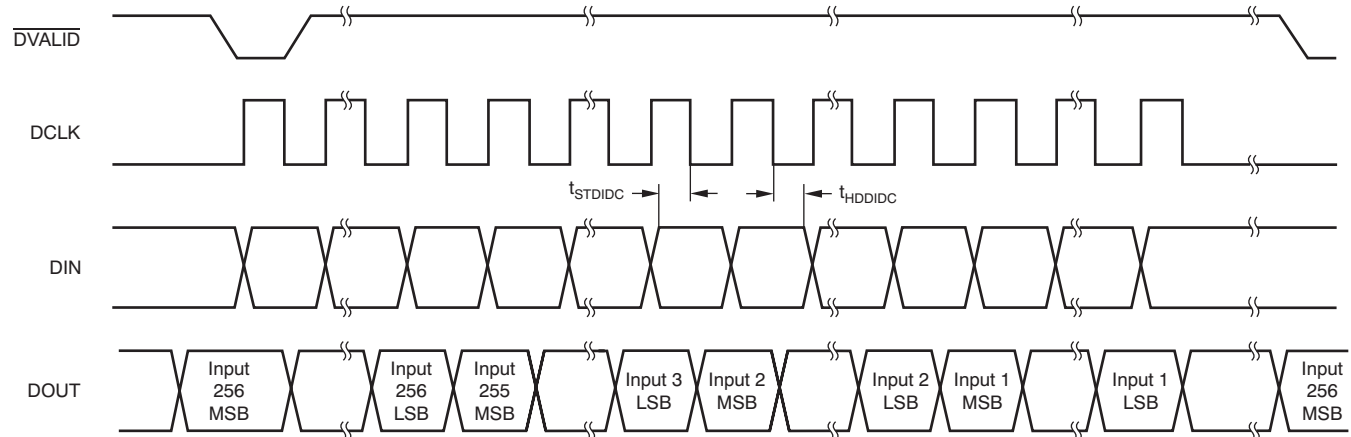 DVALID
DCLK
tSTDIDC
tHDDIDC
DIN
DOUT
Input
256
MSB
Input
256
LSB
Input
255
MSB
Input 3
LSB
Input 2
MSB
Input 2
LSB
Input 1
MSB
Input 1
LSB
Input
256
MSB